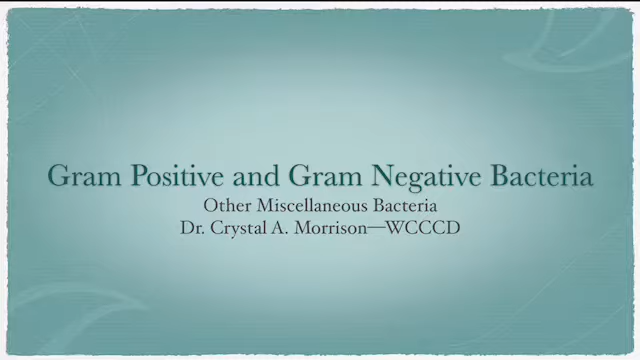 Gram Positive and Gram Negative Bacteria
Other Miscellaneous Bacteria
Dr. Crystal A. Morrison—WCCCD